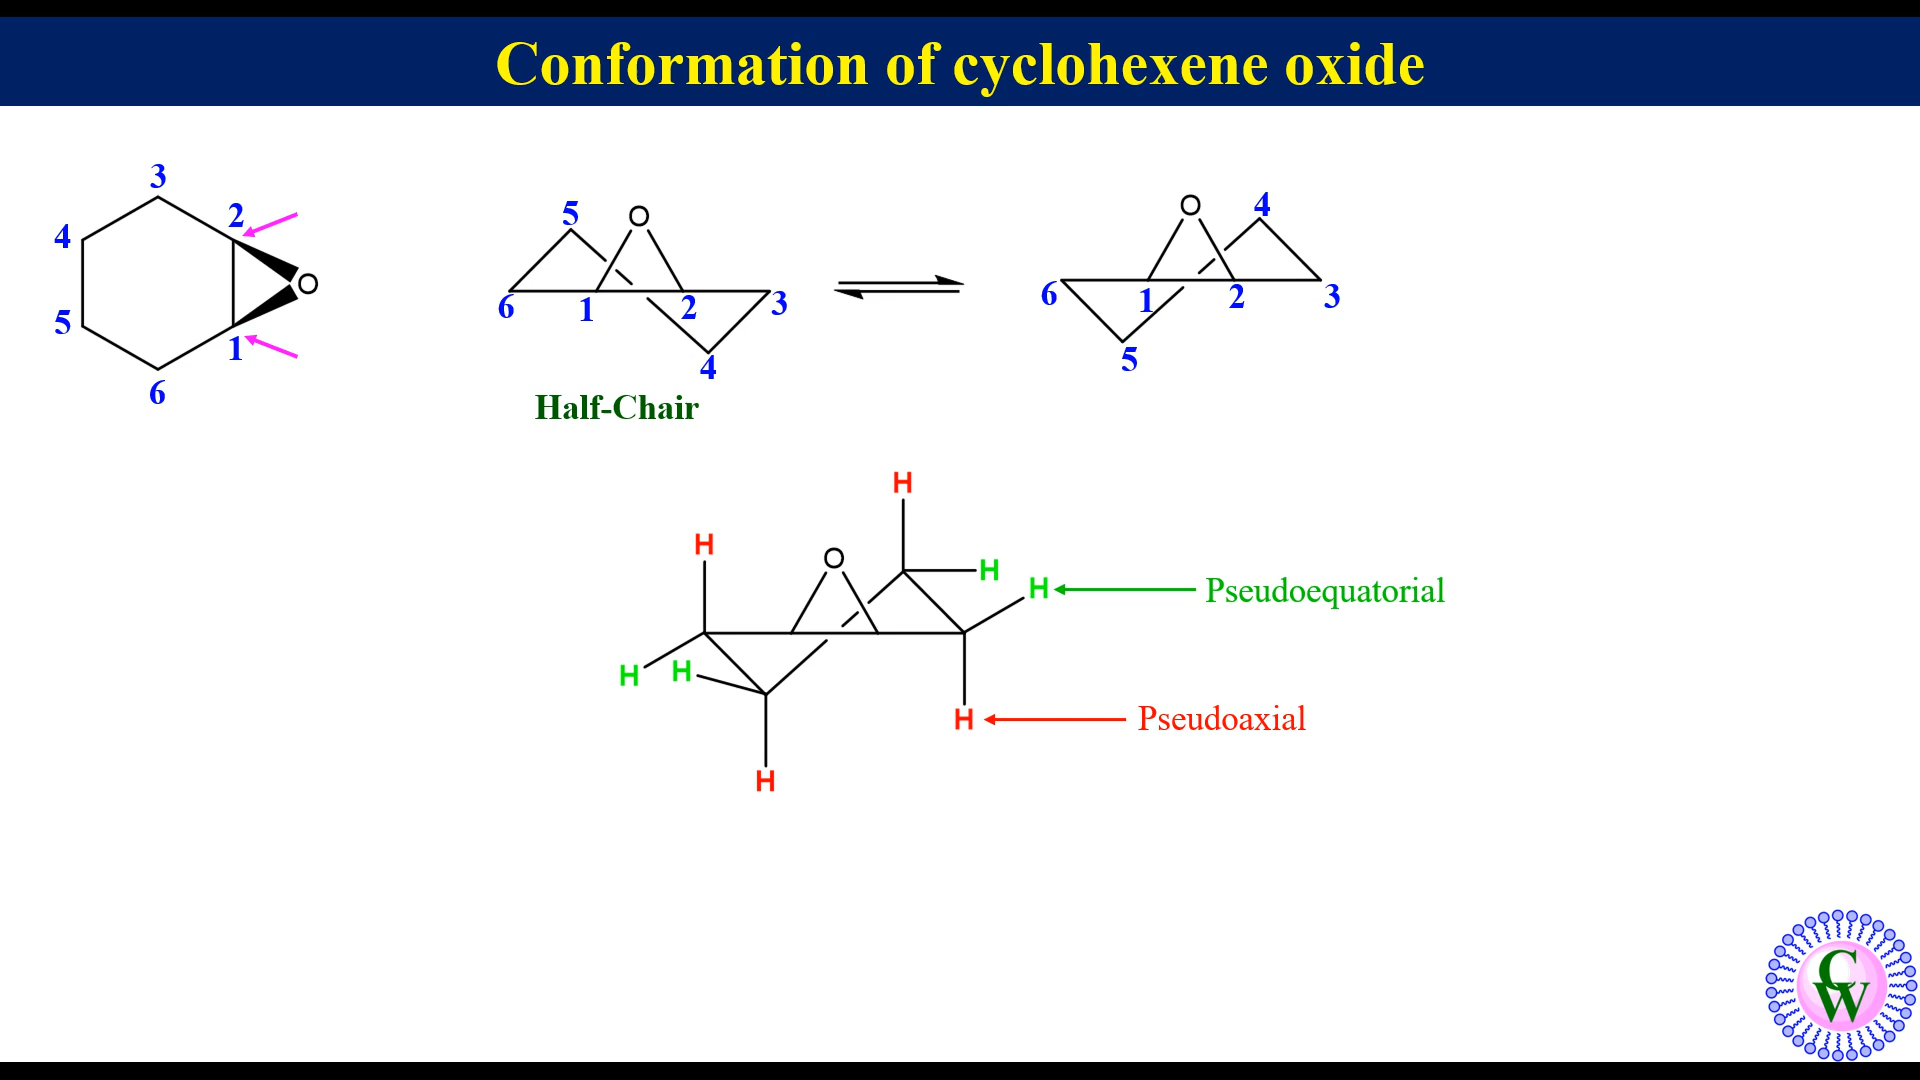 Conformation of cyclohexene oxide
3
2
4
O
5
1
6
5
O
6
1
2
3
4
Half-Chair
O
4
6
1
2
3
5
H
H
O
H
H
Pseudoequatorial
H
H
H
Pseudoaxial
H
C
W